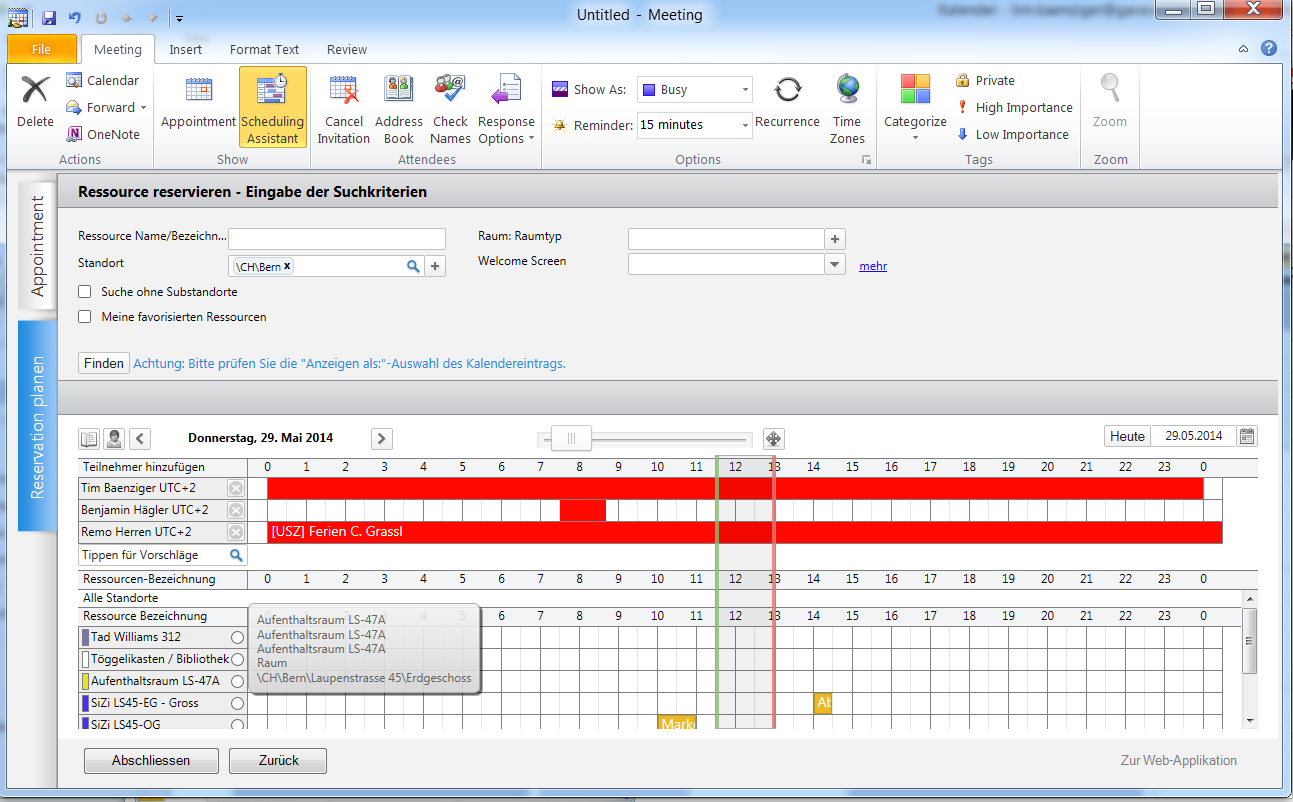 Untitled - Meeting
File Meeting Insert Format Text Review
Delete
Calendar
Forward
OneNote
Actions
Appointment
Scheduling Assistant
Show
Cancel Invitation
Address Book
Check Names
Response Options
Attendees
Show As: Busy
Reminder: 15 minutes
Recurrence
Time Zones
Options
Categorize
Private
High Importance
Low Importance
Tags
Zoom
Zoom
Appointment
Reservation planen
Ressource reservieren - Eingabe der Suchkriterien
Ressource Name/Bezeichn...
Raum: Raumtyp
Standort \CH\Bern x
Welcome Screen
mehr
Suche ohne Substandorte
Meine favorisierten Ressourcen
Finden Achtung: Bitte prüfen Sie die "Anzeigen als:"-Auswahl des Kalendereintrags.
Donnerstag, 29. Mai 2014
Heute 29.05.2014
Teilnehmer hinzufügen 0 1 2 3 4 5 6 7 8 9 10 11 12 13 14 15 16 17 18 19 20 21 22 23 0
Tim Baenziger UTC+2
Benjamin Hägler UTC+2
Remo Herren UTC+2 [USZ] Ferien C. Grassl
Tippen für Vorschläge
Ressourcen-Bezeichnung 0 1 2 3 4 5 6 7 8 9 10 11 12 13 14 15 16 17 18 19 20 21 22 23 0
Alle Standorte
Ressource Bezeichnung 5 6 7 8 9 10 11 12 13 14 15 16 17 18 19 20 21 22 23 0
Aufenthaltsraum LS-47A
Aufenthaltsraum LS-47A
Aufenthaltsraum LS-47A
Raum
\CH\Bern\Laupenstrasse 45\Erdgeschoss
Tad Williams 312
Töggelikasten / Bibliothek
Aufenthaltsraum LS-47A
SiZi LS45-EG - Gross Ab
SiZi LS45-OG Mark
Abschliessen Zurück Zur Web-Applikation